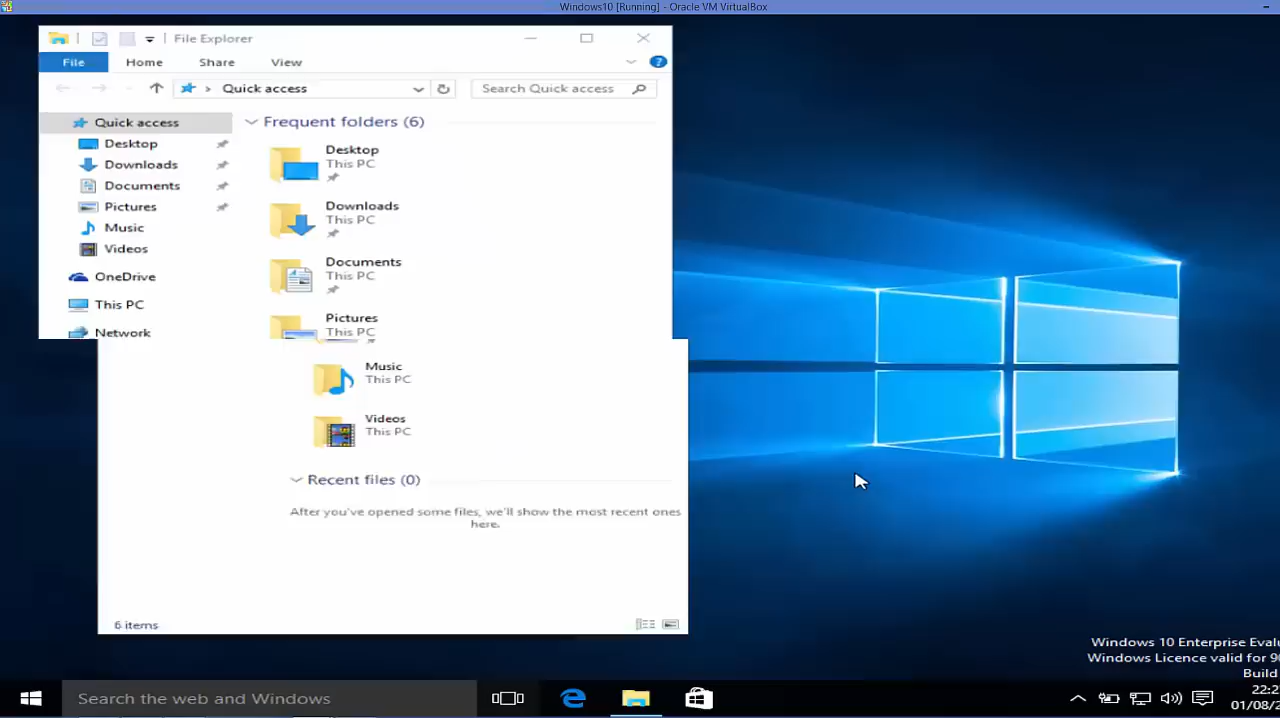 Windows10 [Running] - Oracle VM VirtualBox
File Explorer
File Home Share View
Quick access
Search Quick access
Quick access
Desktop
Downloads
Documents
Pictures
Music
Videos
OneDrive
This PC
Network
Frequent folders (6)
Desktop
This PC
Downloads
This PC
Documents
This PC
Pictures
This PC
Music
This PC
Videos
This PC
Recent files (0)
After you've opened some files, we'll show the most recent ones
here.
6 items
Windows 10 Enterprise Eval
Windows Licence valid for 90
Build
Search the web and Windows
22:2
01/08/